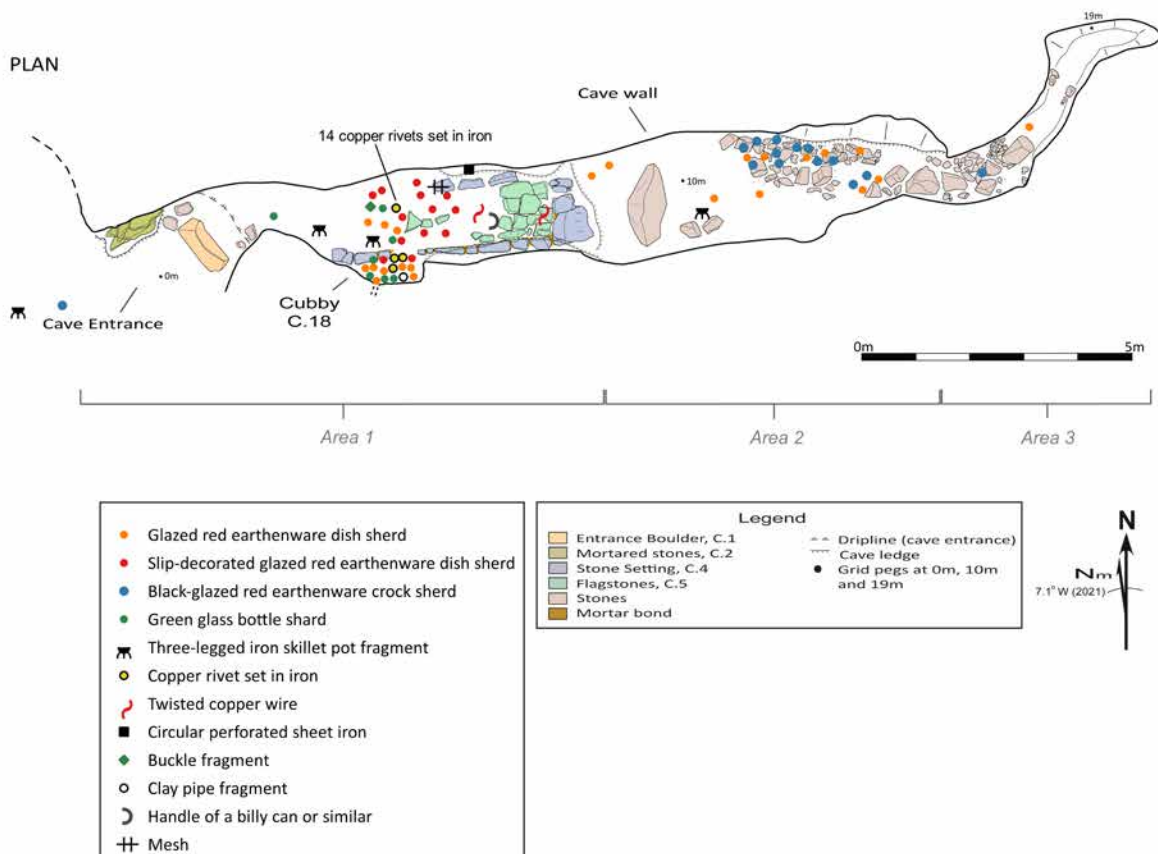 19m
PLAN
Cave wall
14 copper rivets set in iron
10m
0m
Cubby
C.18
Cave Entrance
0m
5m
Area 1
Area 2
Area 3
Glazed red earthenware dish sherd
Slip-decorated glazed red earthenware dish sherd
Black-glazed red earthenware crock sherd
Green glass bottle shard
Three-legged iron skillet pot fragment
Copper rivet set in iron
Twisted copper wire
Circular perforated sheet iron
Buckle fragment
Clay pipe fragment
Handle of a billy can or similar
Mesh
Legend
Entrance Boulder, C.1
Mortared stones, C.2
Stone Setting, C.4
Flagstones, C.5
Stones
Mortar bond
Dripline (cave entrance)
Cave ledge
Grid pegs at 0m, 10m
and 19m
N
Nm
7.1° W (2021)